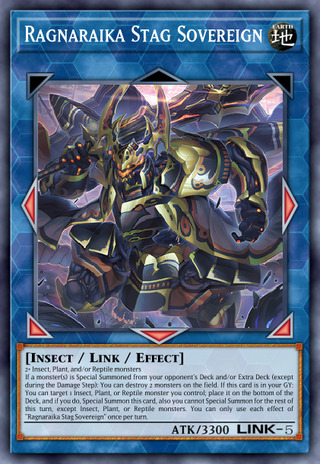 Ragnaraika Stag Sovereign
EARTH
地
[Insect / Link / Effect]
2+ Insect, Plant, and/or Reptile monsters
If a monster(s) is Special Summoned from your opponent's Deck and/or Extra Deck (except
during the Damage Step): You can destroy 2 monsters on the field. If this card is in your GY:
You can target 1 Insect, Plant, or Reptile monster you control; place it on the bottom of
the Deck, and if you do, Special Summon this card, also you cannot Special Summon for the rest of
this turn, except Insect, Plant, or Reptile monsters. You can only use each effect of
"Ragnaraika Stag Sovereign" once per turn.
ATK/3300 LINK-5